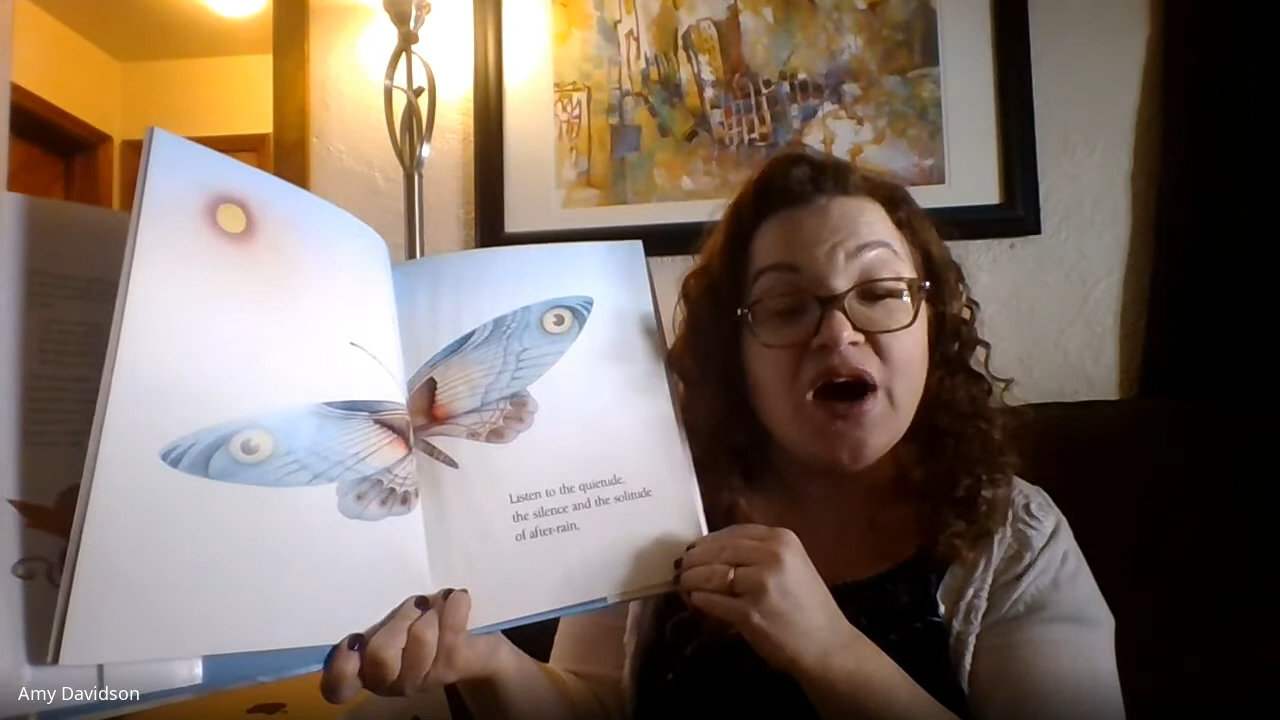 Listen to the quietude,
the silence and the solitude
of after-rain,
Amy Davidson